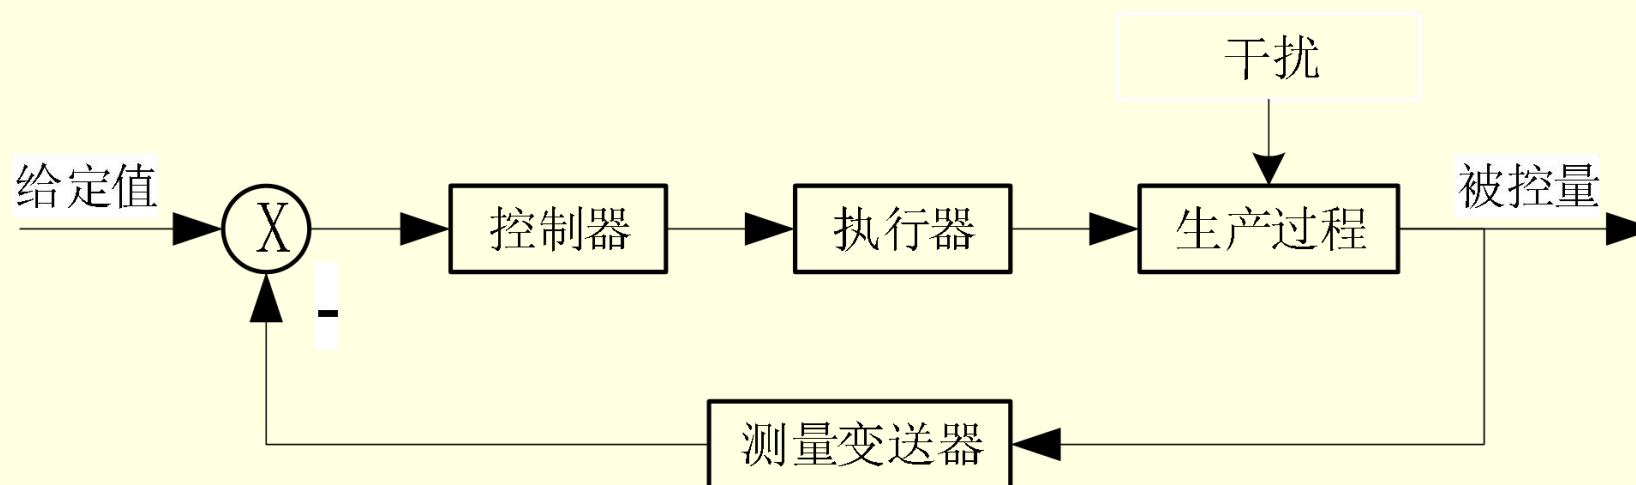 干扰
给定值
X
控制器
执行器
生产过程
被控量
-
测量变送器